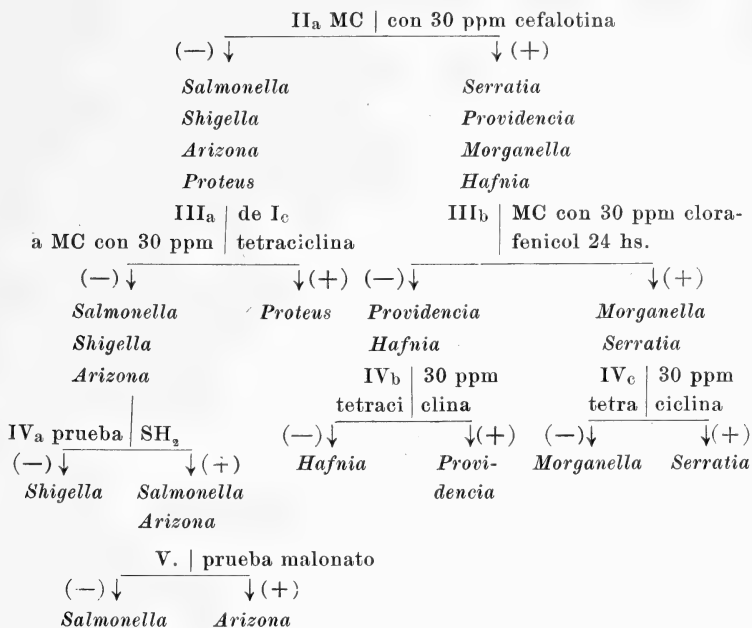 IIa MC | con 30 ppm cefalotina
(—) ↓ ↓ (+)
Salmonella Serratia
Shigella Providencia
Arizona Morganella
Proteus Hafnia
IIIa | de Ic IIIb | MC con 30 ppm clora-
a MC con 30 ppm | tetraciclina fenicol 24 hs.
(—) ↓ ↓ (+) (—) ↓ ↓ (+)
Salmonella Proteus Providencia Morganella
Shigella Hafnia Serratia
Arizona IVb | 30 ppm IVc | 30 ppm
tetraci | clina tetra | ciclina
IVa prueba | SH₂
(—) ↓ ↓ (+) (—) ↓ ↓ (+) (—) ↓ ↓ (+)
Shigella Salmonella Hafnia Provi- Morganella Serratia
Arizona dencia
V. | prueba malonato
(—) ↓ ↓ (+)
Salmonella Arizona